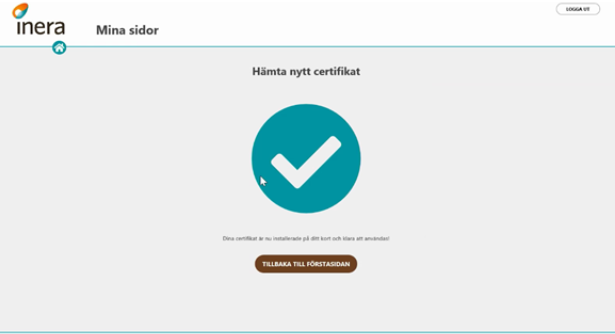 inera
Mina sidor
LOGGA UT
Hämta nytt certifikat
Dina certifikat är nu installerade på ditt kort och klara att användas!
TILLBAKA TILL FÖRSTASIDAN